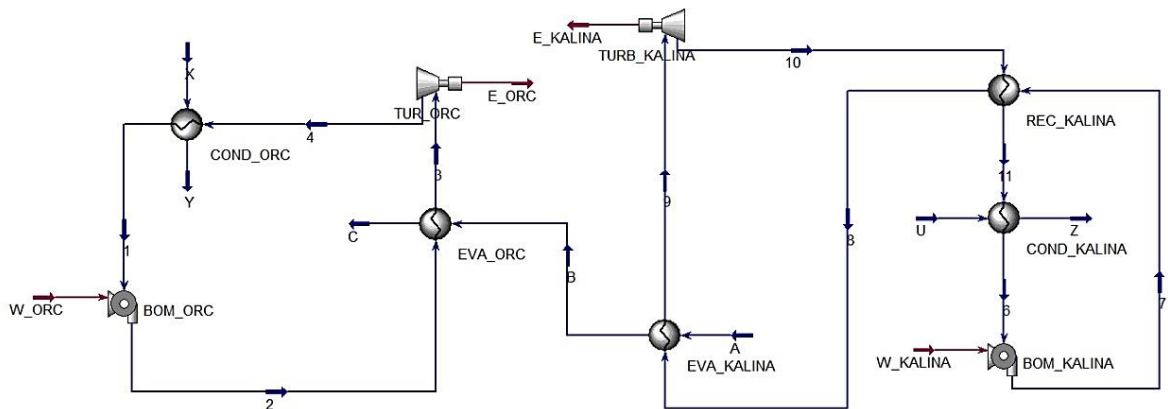 E_KALINA
TURB_KALINA
10
X
E_ORC
TUR_ORC
REC_KALINA
4
COND_ORC
3
9
11
Y
C
EVA_ORC
8
U
Z
COND_KALINA
1
B
W_ORC
BOM_ORC
A
EVA_KALINA
6
7
W_KALINA
BOM_KALINA
2